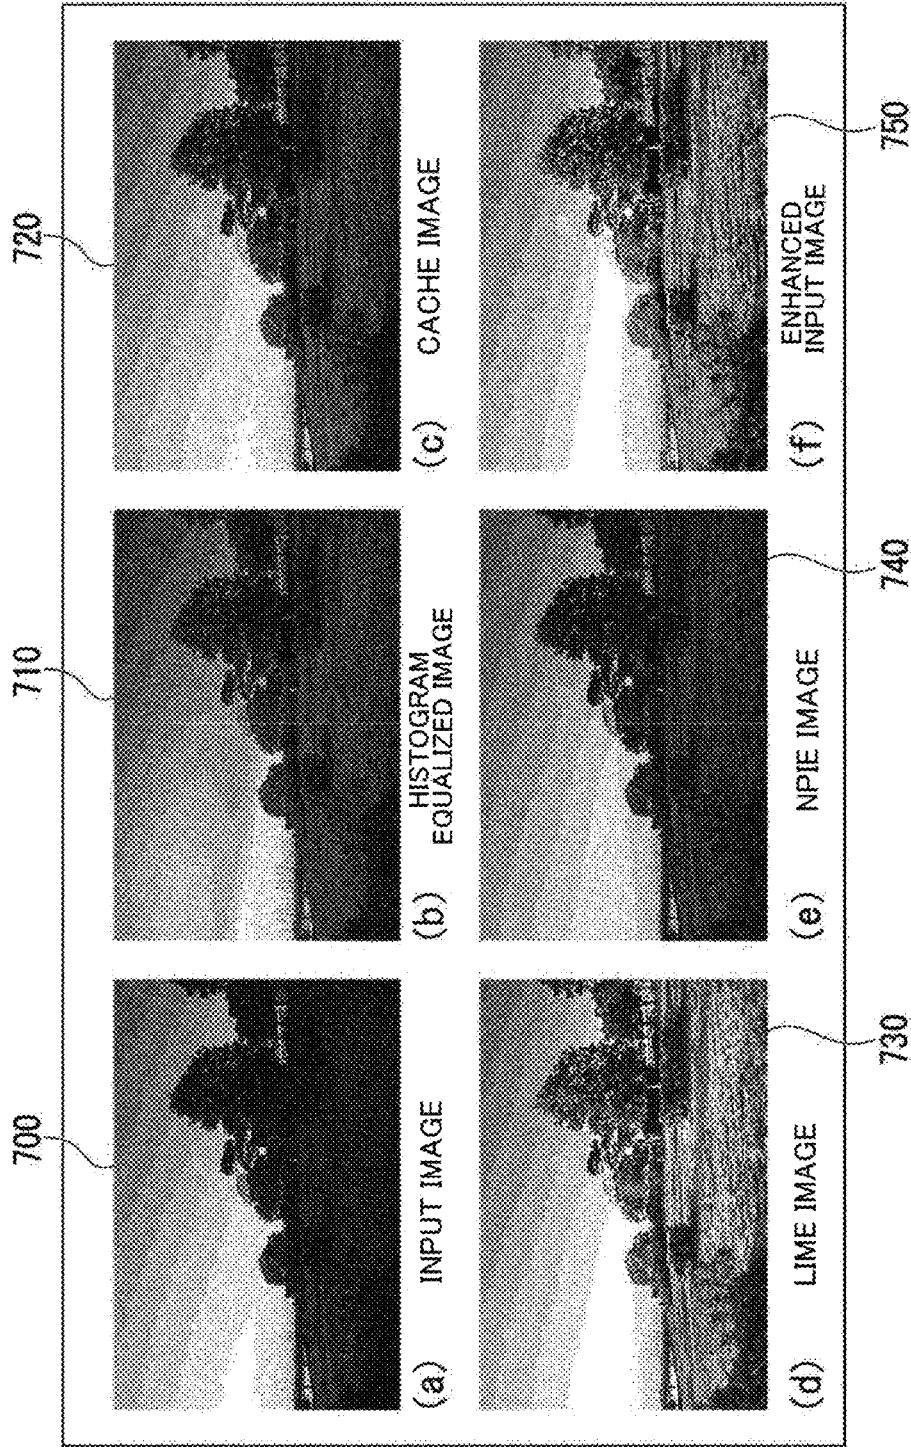 700
710
720
(a) INPUT IMAGE
(b) HISTOGRAM
EQUALIZED IMAGE
(c) CACHE IMAGE
(d) LIME IMAGE
(e) NPIE IMAGE
(f) ENHANCED
INPUT IMAGE
730
740
750